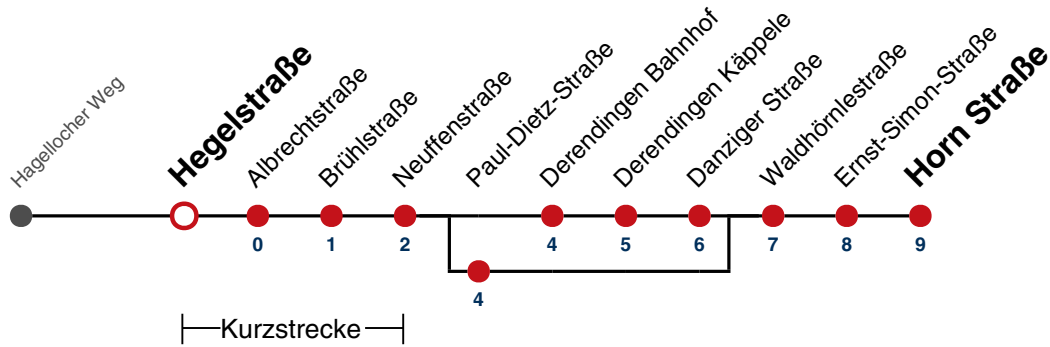 Hagellocher Weg
Hegelstraße
Albrechtstraße
Brühlstraße
Neuffenstraße
Paul-Dietz-Straße
Derendingen Bahnhof
Derendingen Käppele
Danziger Straße
Waldhörnlestraße
Ernst-Simon-Straße
Horn Straße
0 1 2 4 5 6 7 8 9
4
Kurzstrecke